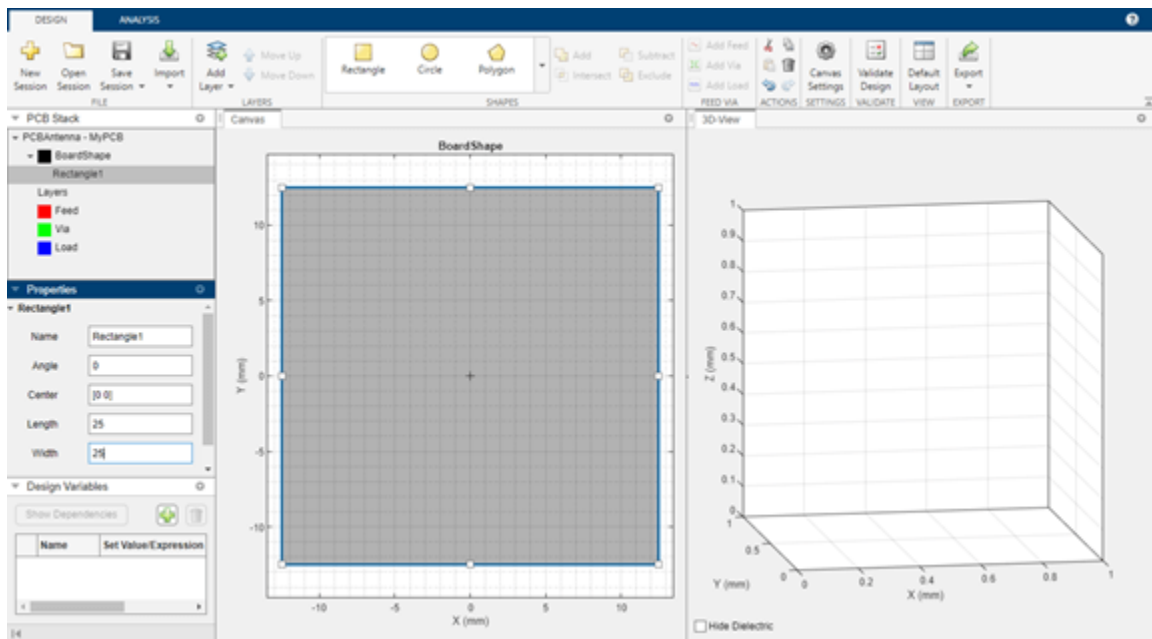 DESIGN ANALYSIS
?
New Session
Open Session
Save Session
Import
FILE
Add Layer
Move Up
Move Down
LAYERS
Rectangle
Circle
Polygon
Add
Subtract
Intersect
Exclude
SHAPES
Add Feed
Add Via
Add Load
FEED VIA
ACTIONS
Canvas Settings
SETTINGS
Validate Design
VALIDATE
Default Layout
VIEW
Export
EXPORT
PCB Stack
PCBAntenna - MyPCB
BoardShape
Rectangle1
Layers
Feed
Via
Load
Properties
Rectangle1
Name Rectangle1
Angle 0
Center [0 0]
Length 25
Width 25
Design Variables
Show Dependencies
Name Set Value/Expression
Canvas
BoardShape
10
5
0
-5
-10
Y (mm)
-10 -5 0 5 10
X (mm)
3D-View
1
0.9
0.8
0.7
0.6
0.5
0.4
0.3
0.2
0.1
0
Z (mm)
1
0.5
0
Y (mm)
0 0.2 0.4 0.6 0.8 1
X (mm)
Hide Dielectric